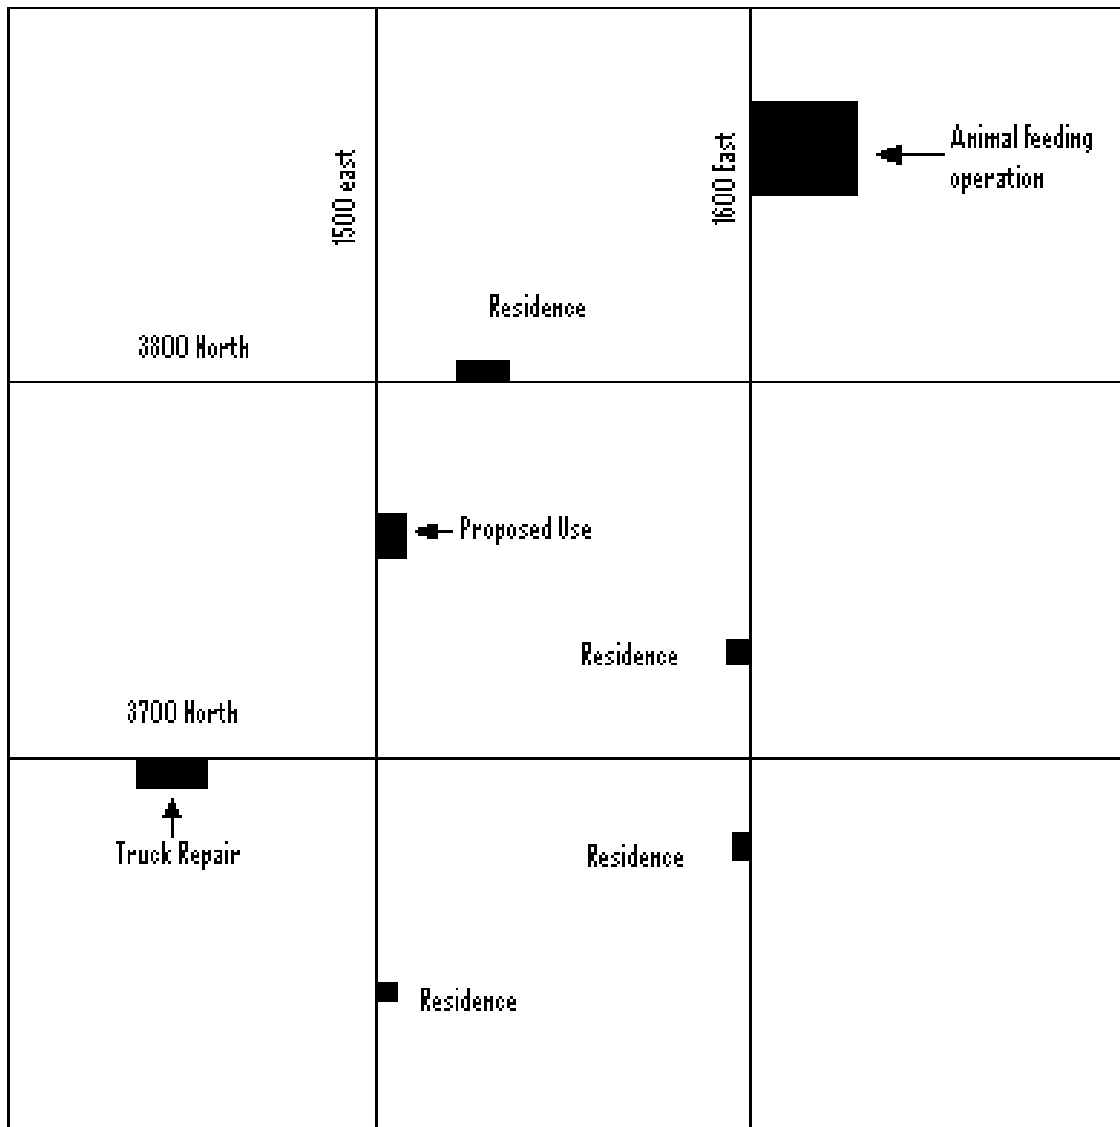 Animal feeding
operation
1500 east
1600 East
Residence
3800 North
Proposed Use
Residence
3700 North
Truck Repair
Residence
Residence